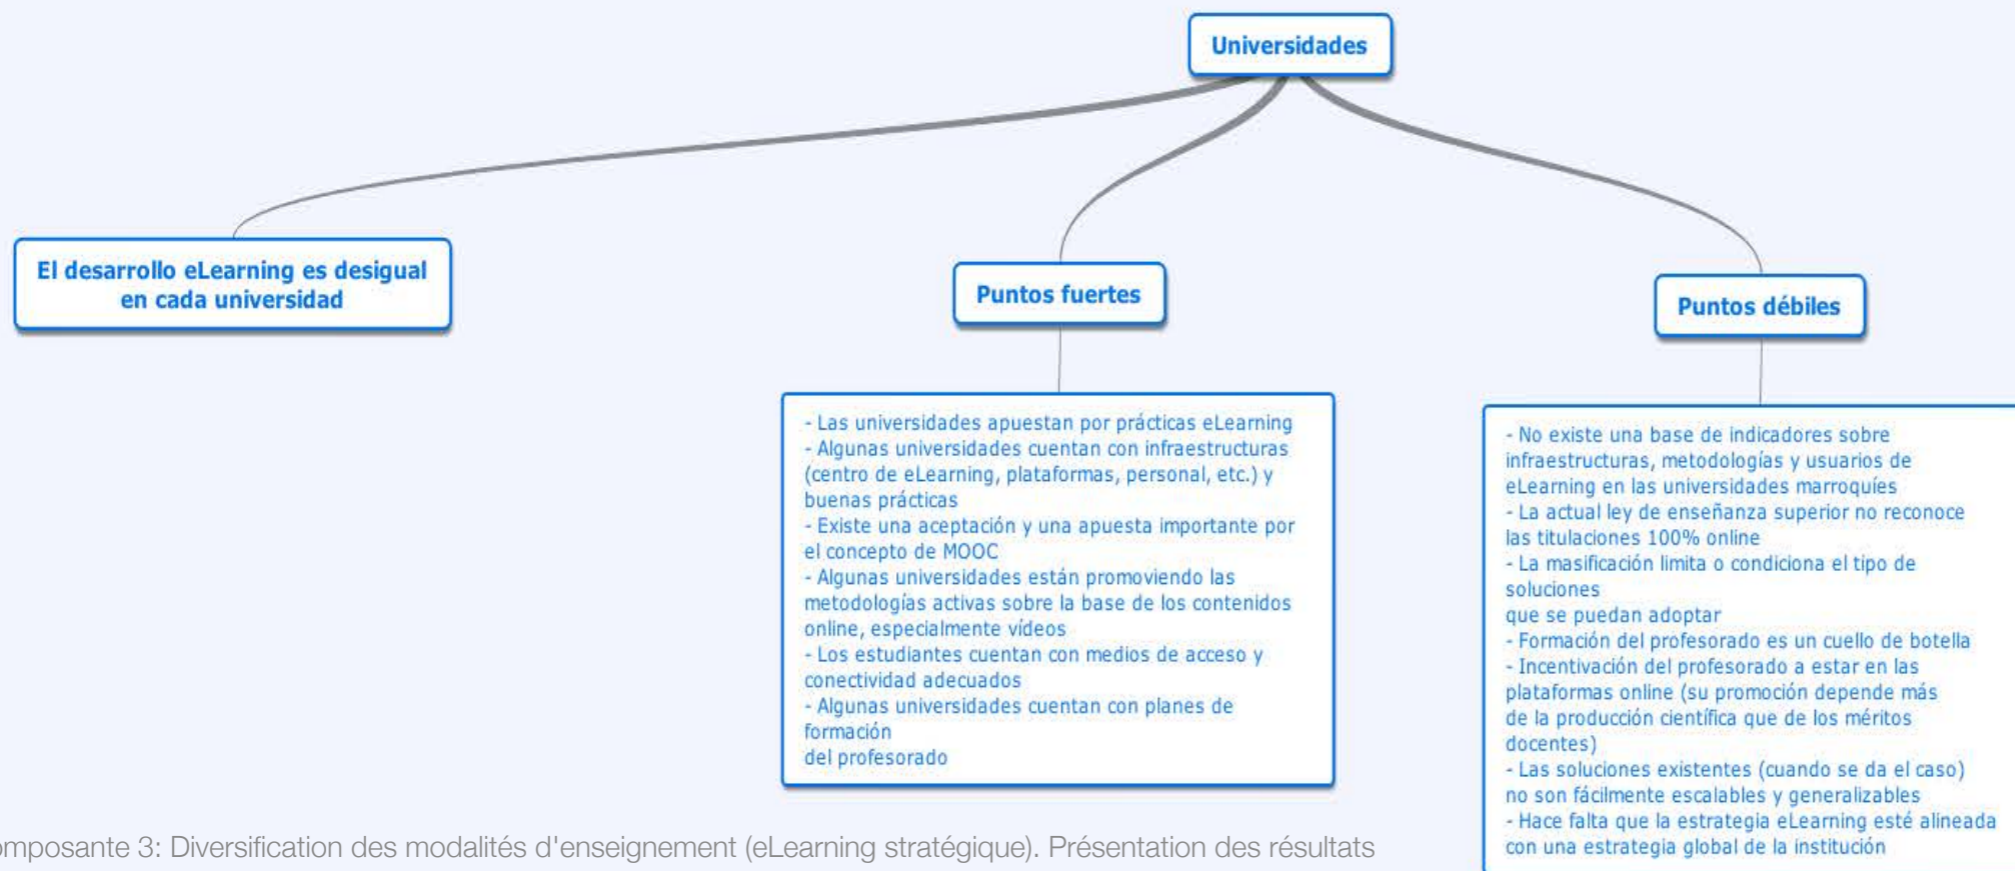 Universidades
El desarrollo eLearning es desigual
en cada universidad
Puntos fuertes
- Las universidades apuestan por prácticas eLearning
- Algunas universidades cuentan con infraestructuras
(centro de eLearning, plataformas, personal, etc.) y
buenas prácticas
- Existe una aceptación y una apuesta importante por
el concepto de MOOC
- Algunas universidades están promoviendo las
metodologías activas sobre la base de los contenidos
online, especialmente vídeos
- Los estudiantes cuentan con medios de acceso y
conectividad adecuados
- Algunas universidades cuentan con planes de
formación
del profesorado
Puntos débiles
- No existe una base de indicadores sobre
infraestructuras, metodologías y usuarios de
eLearning en las universidades marroquíes
- La actual ley de enseñanza superior no reconoce
las titulaciones 100% online
- La masificación limita o condiciona el tipo de
soluciones
que se puedan adoptar
- Formación del profesorado es un cuello de botella
- Incentivación del profesorado a estar en las
plataformas online (su promoción depende más
de la producción científica que de los méritos
docentes)
- Las soluciones existentes (cuando se da el caso)
no son fácilmente escalables y generalizables
- Hace falta que la estrategia eLearning esté alineada
con una estrategia global de la institución
omposante 3: Diversification des modalités d'enseignement (eLearning stratégique). Présentation des résultats